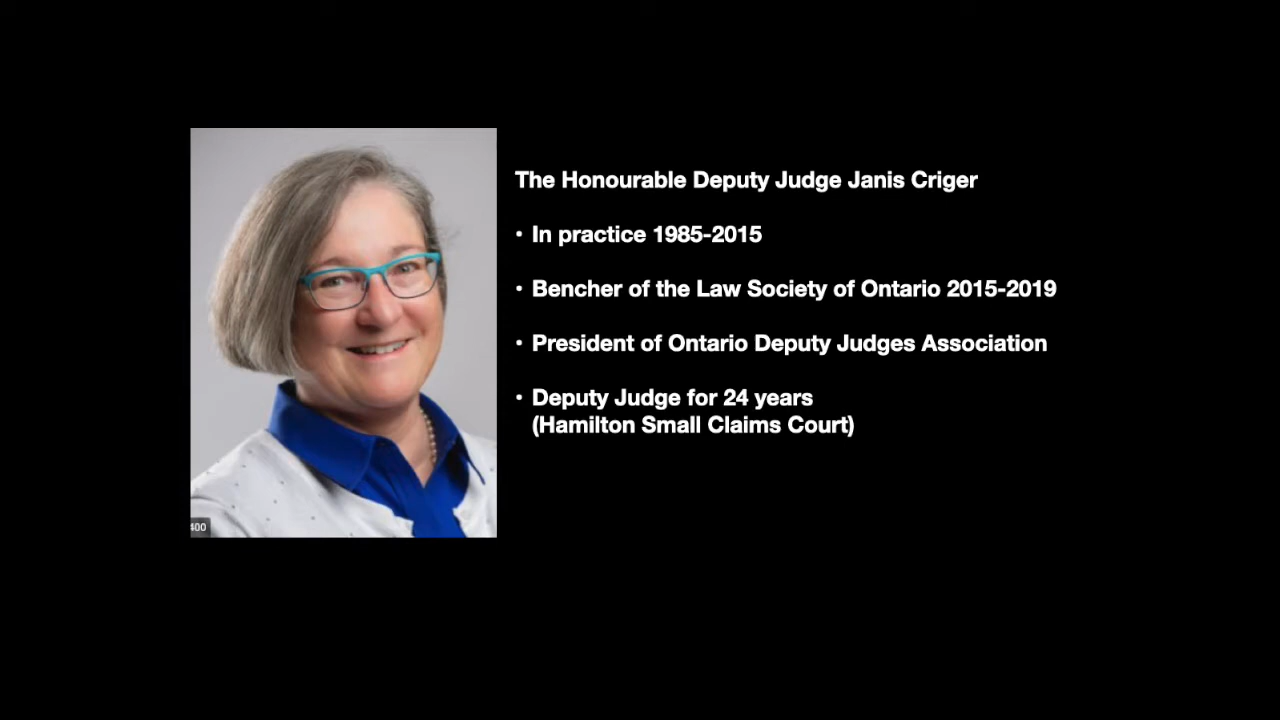 The Honourable Deputy Judge Janis Criger
• In practice 1985-2015
• Bencher of the Law Society of Ontario 2015-2019
• President of Ontario Deputy Judges Association
• Deputy Judge for 24 years
(Hamilton Small Claims Court)
400